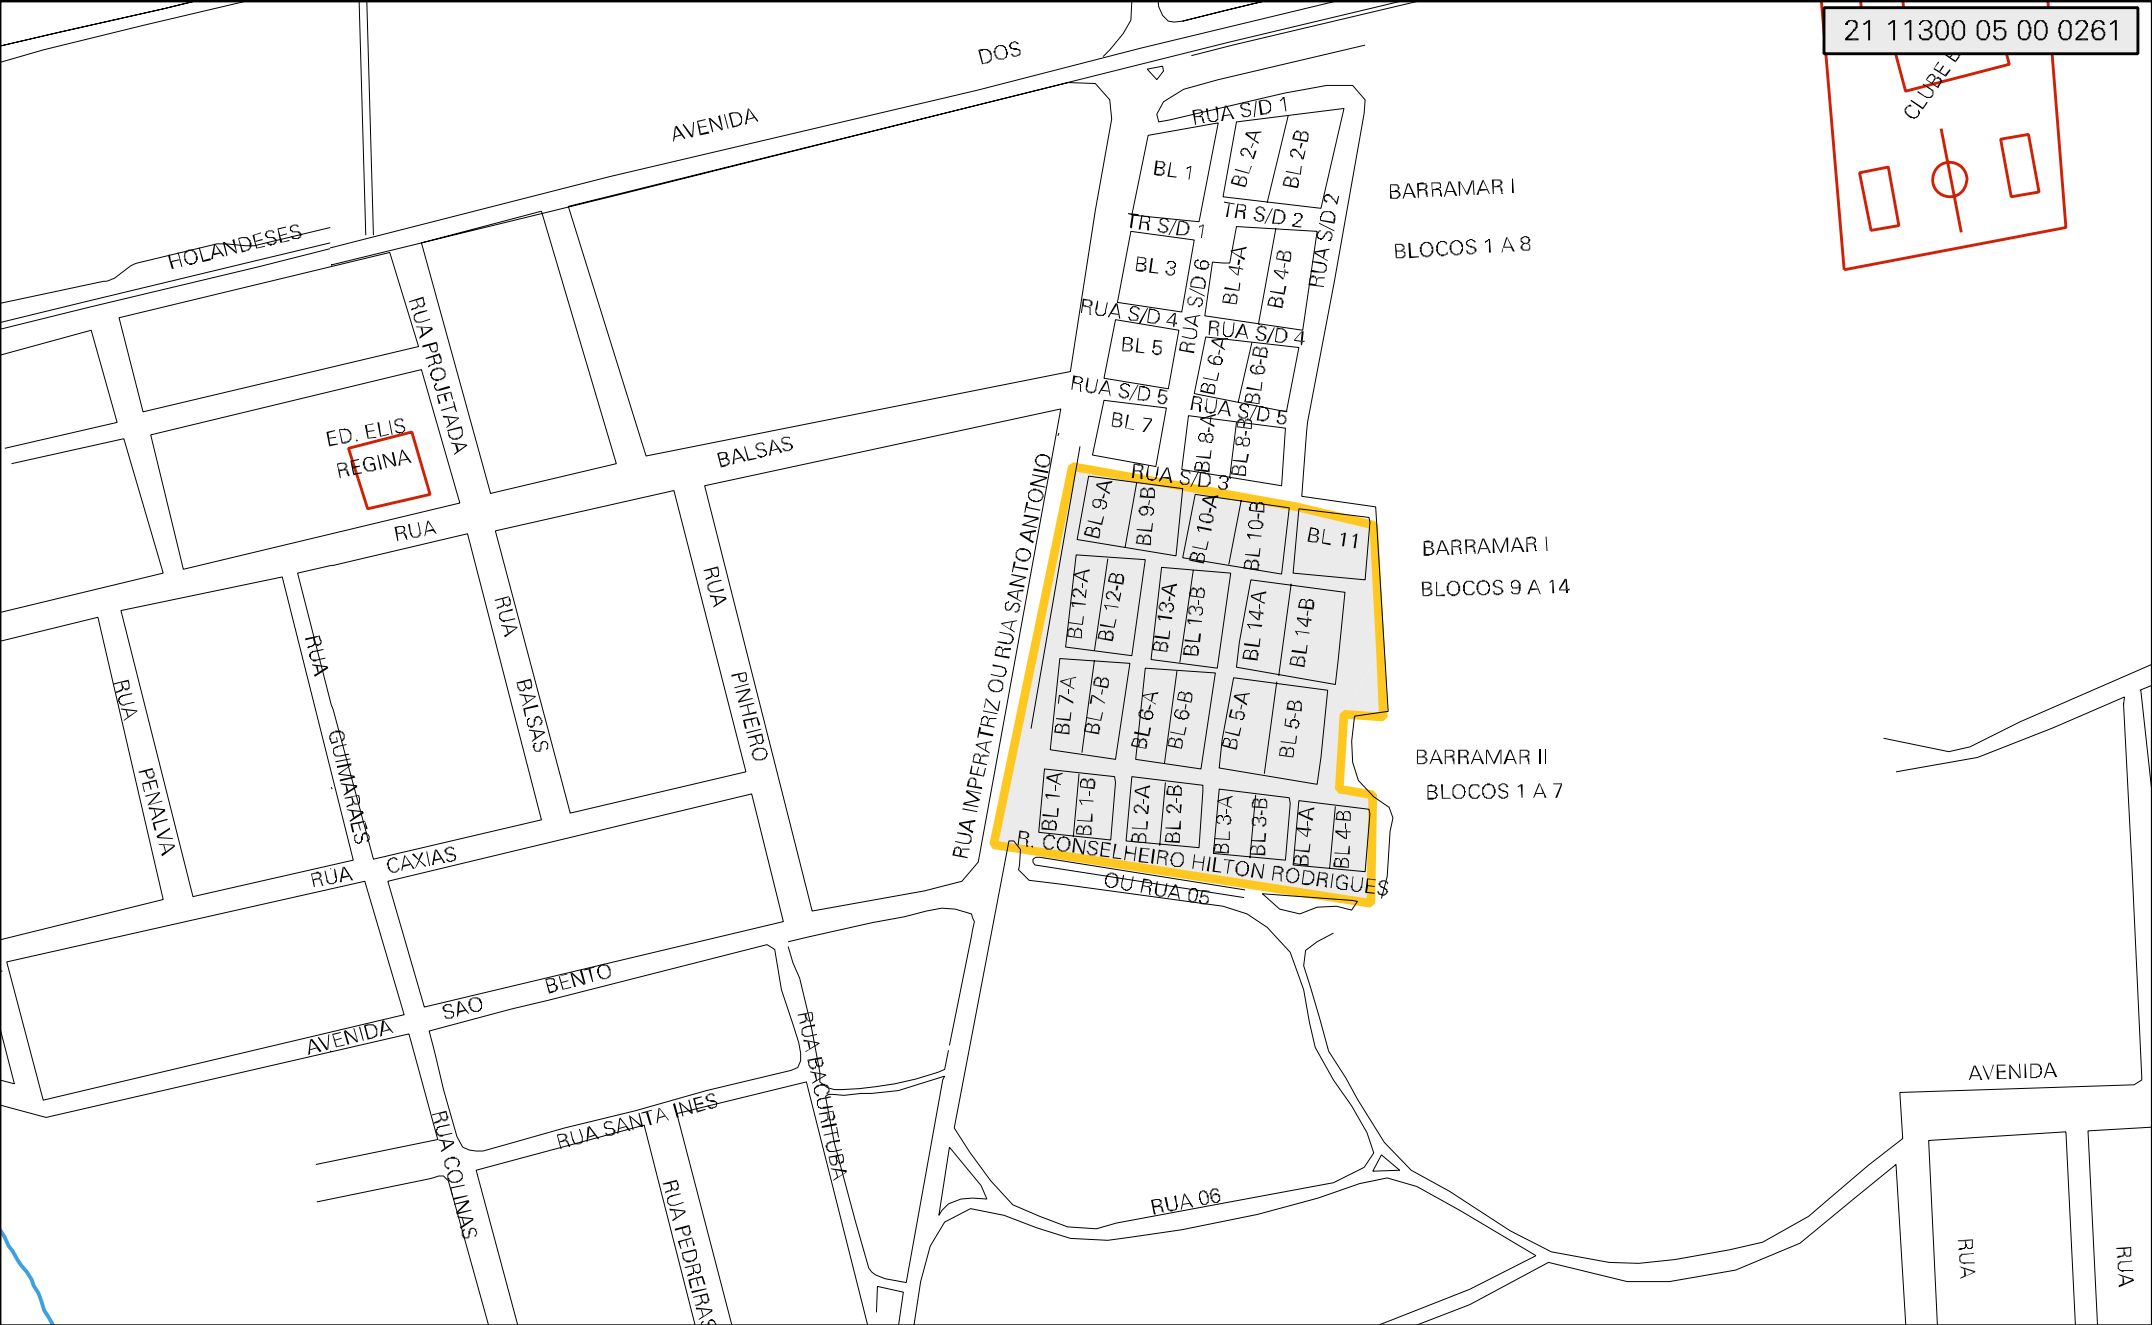 21 11300 05 00 0261
DOS
AVENIDA
HOLANDESES
CLUBE
RUA S/D 1
BL 1
BL 2-A
BL 2-B
BARRAMAR I
BLOCOS 1 A 8
TR S/D 1
TR S/D 2
RUA S/D 2
BL 3
RUA S/D 6
BL 4-A
BL 4-B
RUA S/D 4
RUA S/D 4
BL 5
BL 6-A
BL 6-B
RUA S/D 5
RUA S/D 5
BL 7
BL 8-A
BL 8-B
RUA PROJETADA
ED. ELIS
REGINA
BALSAS
RUA
RUA S/D 3
BL 9-A
BL 9-B
BL 10-A
BL 10-B
BL 11
BARRAMAR I
BLOCOS 9 A 14
BL 12-A
BL 12-B
BL 13-A
BL 13-B
BL 14-A
BL 14-B
RUA IMPERATRIZ OU RUA SANTO ANTONIO
BL 7-A
BL 7-B
BL 6-A
BL 6-B
BL 5-A
BL 5-B
BARRAMAR II
BLOCOS 1 A 7
BL 1-A
BL 1-B
BL 2-A
BL 2-B
BL 3-A
BL 3-B
BL 4-A
BL 4-B
R. CONSELHEIRO HILTON RODRIGUES
OU RUA 05
RUA
PINHEIRO
RUA
BALSAS
RUA
GUIMARAES
RUA
PENALVA
RUA
CAXIAS
AVENIDA
SAO
BENTO
RUA BACURITUBA
RUA SANTA INES
RUA COLINAS
RUA PEDREIRAS
RUA 06
AVENIDA
RUA
RUA